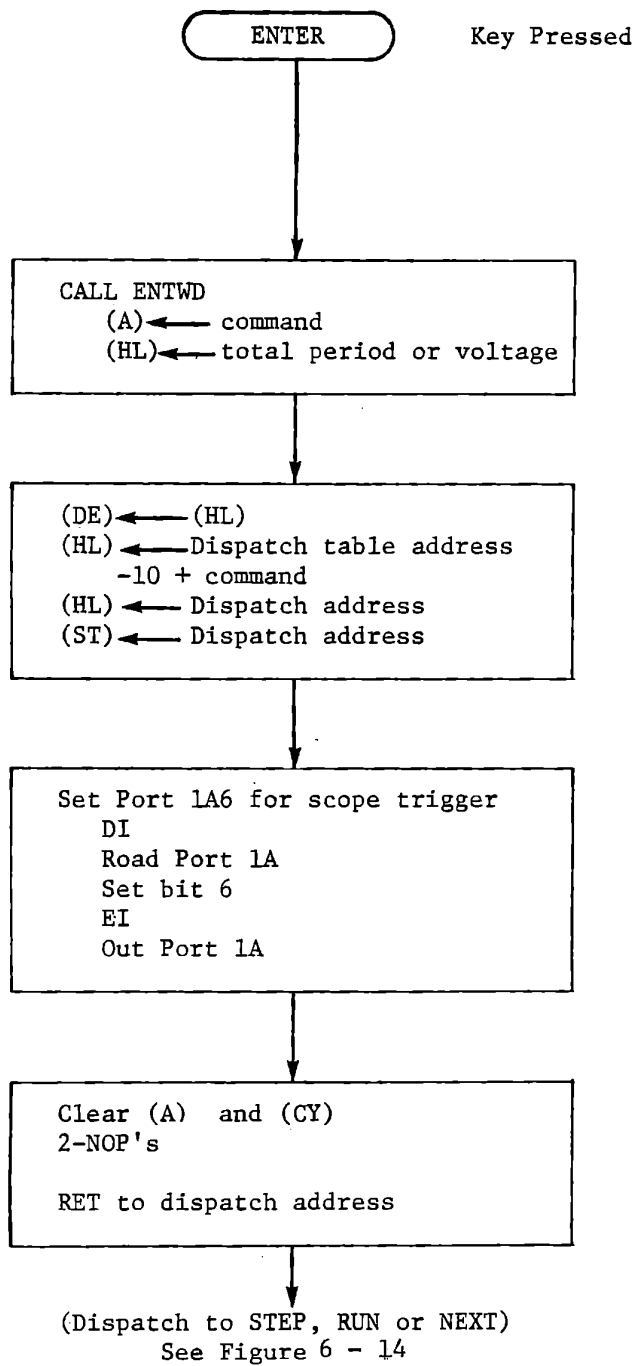 ENTER Key Pressed
CALL ENTWD
(A)← command
(HL)← total period or voltage
(DE)← (HL)
(HL)← Dispatch table address
-10 + command
(HL)← Dispatch address
(ST)← Dispatch address
Set Port 1A6 for scope trigger
DI
Road Port 1A
Set bit 6
EI
Out Port 1A
Clear (A) and (CY)
2-NOP's
RET to dispatch address
(Dispatch to STEP, RUN or NEXT)
See Figure 6 - 14